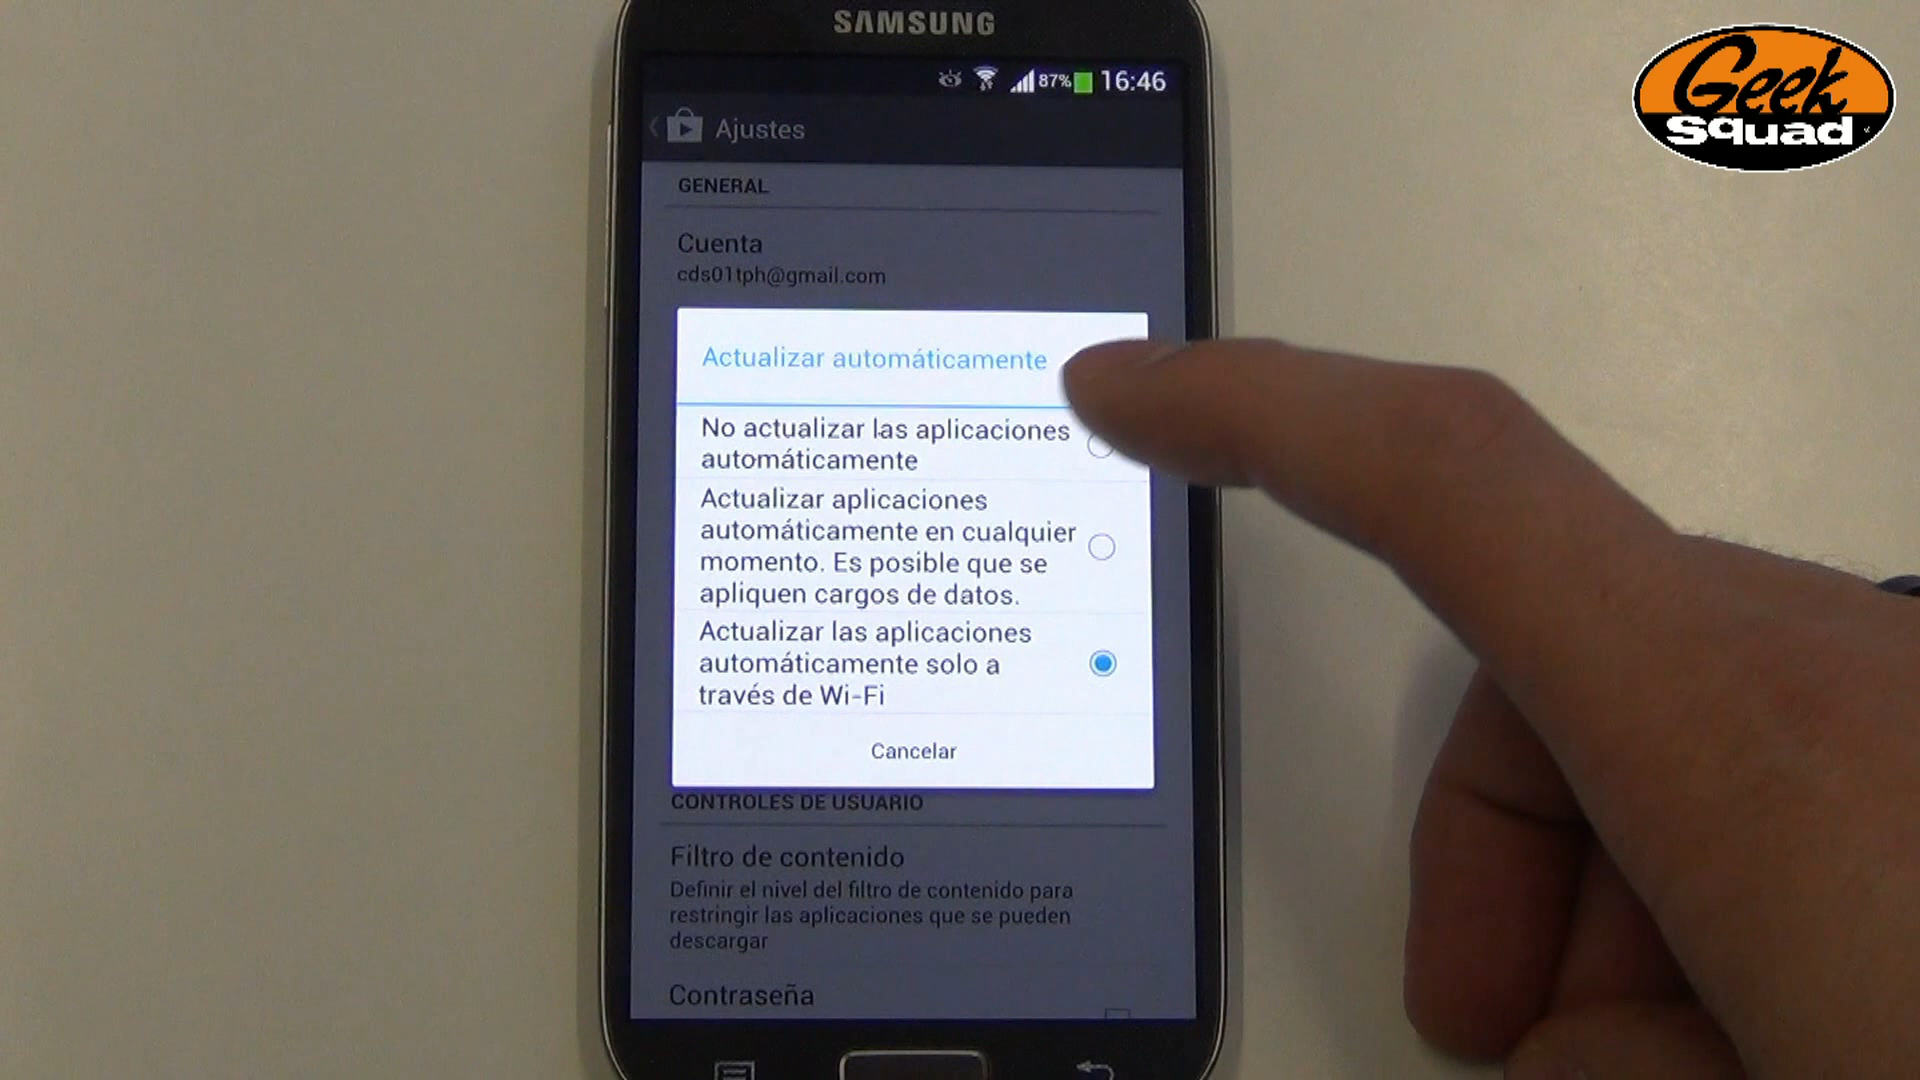 SAMSUNG
87% 16:46
Ajustes
GENERAL
Cuenta
cds01tph@gmail.com
Actualizar automáticamente
No actualizar las aplicaciones
automáticamente
Actualizar aplicaciones
automáticamente en cualquier
momento. Es posible que se
apliquen cargos de datos.
Actualizar las aplicaciones
automáticamente solo a
través de Wi-Fi
Cancelar
CONTROLES DE USUARIO
Filtro de contenido
Definir el nivel del filtro de contenido para
restringir las aplicaciones que se pueden
descargar
Contraseña
Geek
Squad